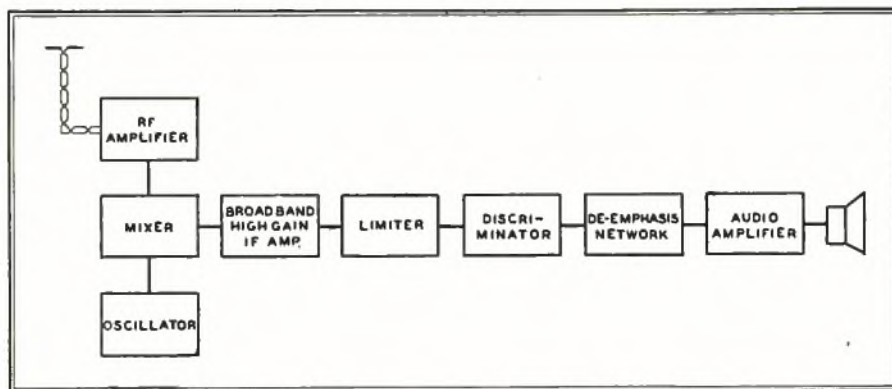 RF
AMPLIFIER
MIXER
BROAD BAND
HIGH GAIN
IF AMP.
LIMITER
DISCRI-
MINATOR
DE-EMPHASIS
NETWORK
AUDIO
AMPLIFIER
OSCILLATOR